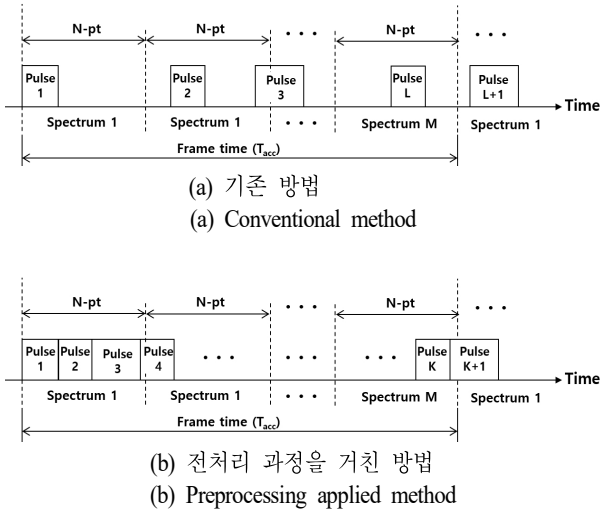 N-pt N-pt · · · N-pt · · ·
Pulse 1 Pulse 2 Pulse 3 Pulse L Pulse L+1
Time
Spectrum 1 Spectrum 1 · · · Spectrum M Spectrum 1
Frame time (Tacc)
(a) 기존 방법
(a) Conventional method
N-pt N-pt · · · N-pt · · ·
Pulse 1 Pulse 2 Pulse 3 Pulse 4 · · · · · · · · · Pulse K Pulse K+1
Time
Spectrum 1 Spectrum 1 · · · Spectrum M Spectrum 1
Frame time (Tacc)
(b) 전처리 과정을 거친 방법
(b) Preprocessing applied method